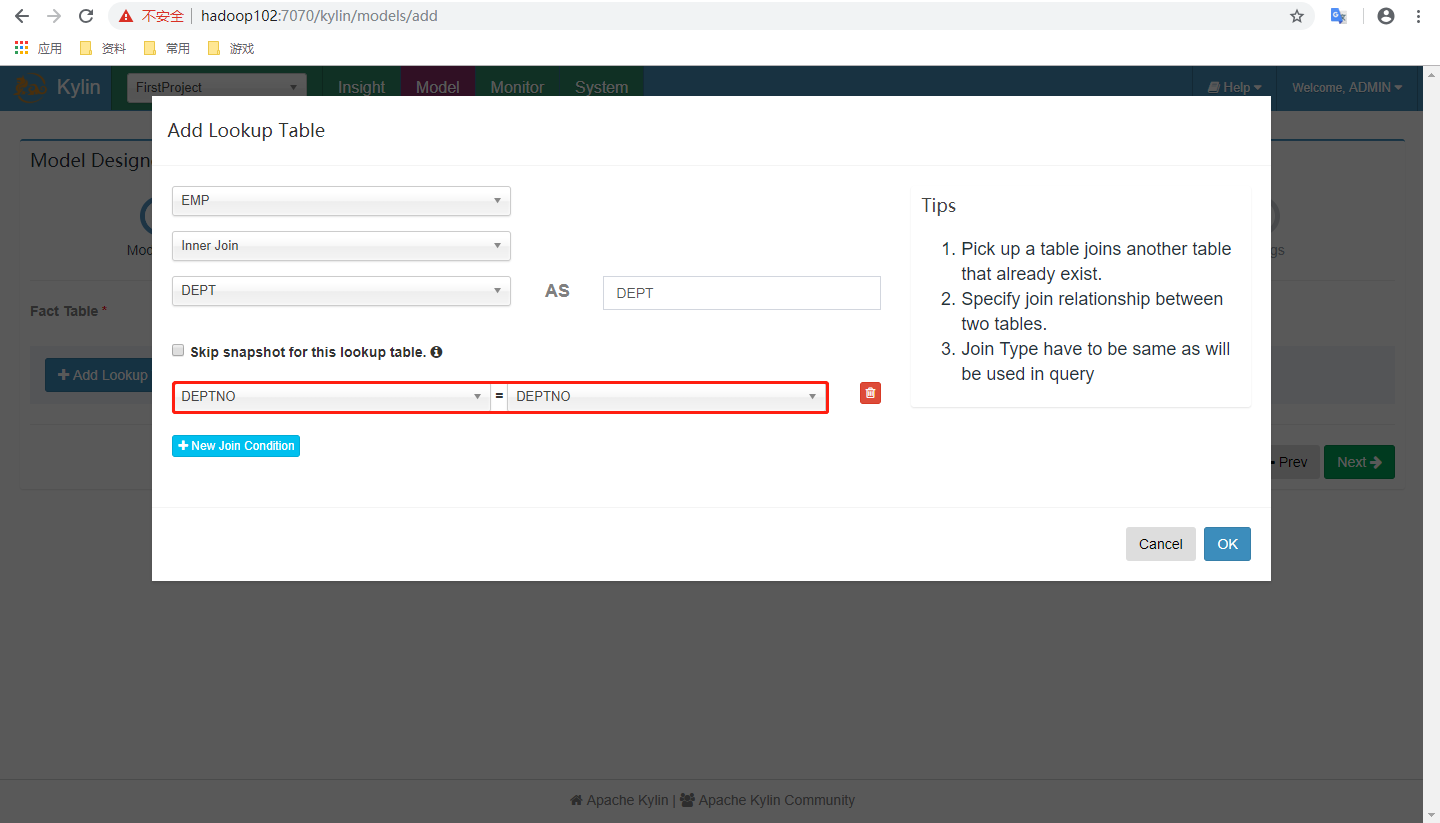 不安全 hadoop102:7070/kylin/models/add
应用 资料 常用 游戏
Kylin FirstProject Insight Model Monitor System Help Welcome, ADMIN
Add Lookup Table
Model Design
EMP
Tips
Inner Join
1. Pick up a table joins another table
that already exist.
DEPT AS DEPT
2. Specify join relationship between
two tables.
Fact Table *
3. Join Type have to be same as will
be used in query
Skip snapshot for this lookup table.
Add Lookup
DEPTNO = DEPTNO
New Join Condition
Prev Next
Cancel OK
Apache Kylin | Apache Kylin Community